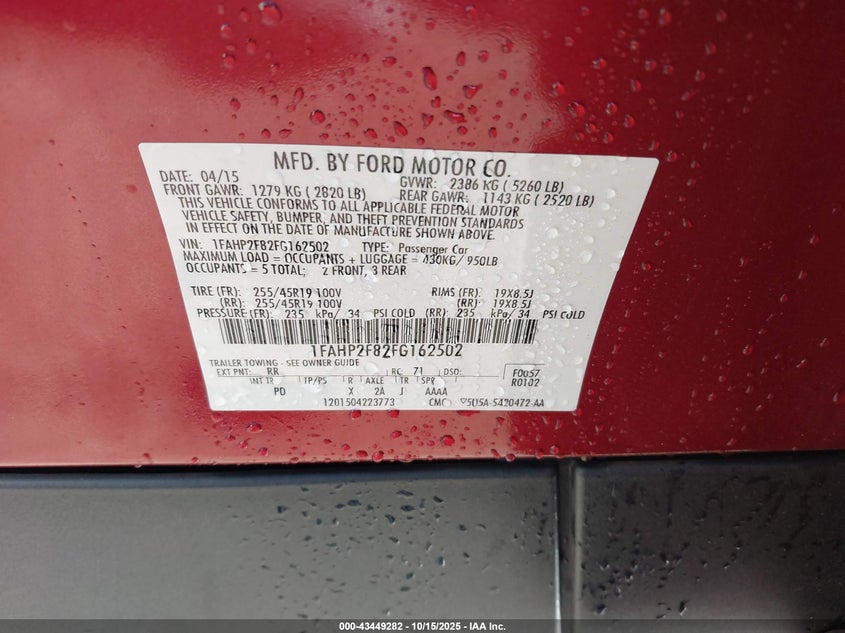 MFD. BY FORD MOTOR CO.
DATE: 04/15 GVWR: 2386 KG ( 5260 LB)
FRONT GAWR: 1279 KG ( 2820 LB) REAR GAWR: 1143 KG ( 2520 LB)
THIS VEHICLE CONFORMS TO ALL APPLICABLE FEDERAL MOTOR
VEHICLE SAFETY, BUMPER, AND THEFT PREVENTION STANDARDS
IN EFFECT ON THE DATE OF MANUFACTURE SHOWN ABOVE.
VIN: 1FAHP2F82FG162502 TYPE: Passenger Car
MAXIMUM LOAD = OCCUPANTS + LUGGAGE = 430KG/ 950LB
OCCUPANTS = 5 TOTAL; 2 FRONT, 3 REAR
TIRE (FR): 255/45R19 100V RIMS (FR): 19X8.5J
(RR): 255/45R19 100V (RR): 19X8.5J
PRESSURE (FR): 235 kPa/ 34 PSI COLD (RR): 235 kPa/ 34 PSI COLD
1FAHP2F82FG162502
TRAILER TOWING - SEE OWNER GUIDE
EXT PNT: RR RC: 71 DSO: F0057
INT TR TP/PS R AXLE TR SPR R0102
PD X 2A J AAAA
1201504223773 5U5A-5420472-AA
000-43449282 - 10/15/2025 - IAA Inc.